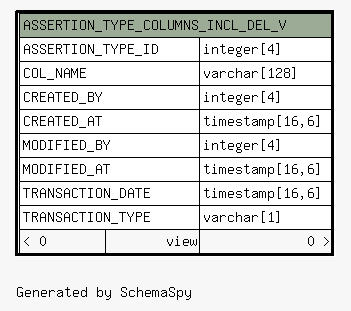 ASSERTION_TYPE_COLUMNS_INCL_DEL_V
ASSERTION_TYPE_ID integer[4]
COL_NAME varchar[128]
CREATED_BY integer[4]
CREATED_AT timestamp[16,6]
MODIFIED_BY integer[4]
MODIFIED_AT timestamp[16,6]
TRANSACTION_DATE timestamp[16,6]
TRANSACTION_TYPE varchar[1]
< 0 view 0 >
Generated by SchemaSpy